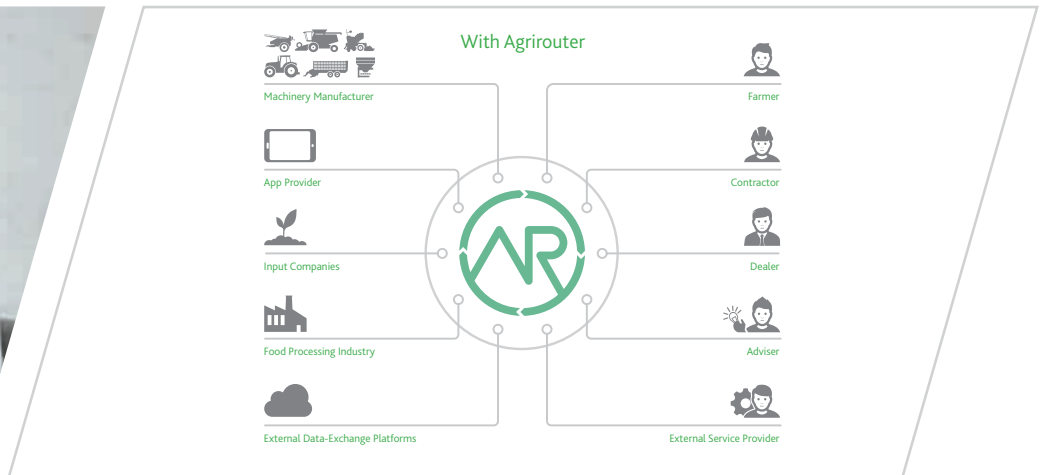 With Agrirouter
Machinery Manufacturer
Farmer
App Provider
Contractor
AR
Input Companies
Dealer
Food Processing Industry
Adviser
External Data-Exchange Platforms
External Service Provider